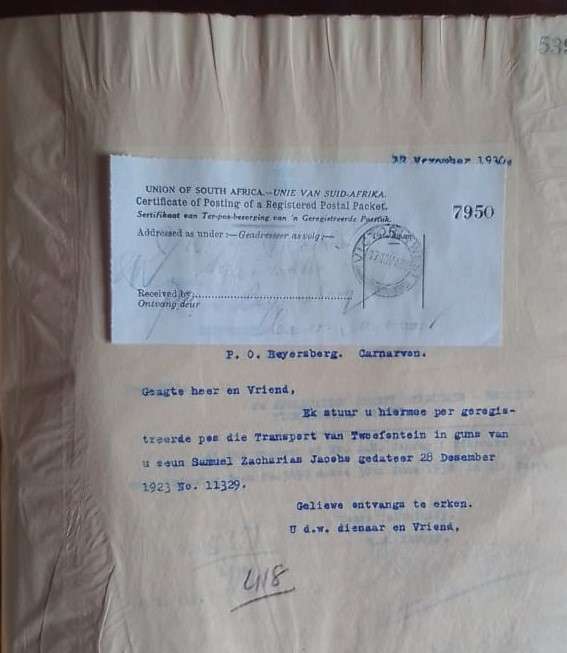 539
1924
UNION OF SOUTH AFRICA.—UNIE VAN SUID-AFRIKA.
Certificate of Posting of a Registered Postal Packet.
Sertifikaat van Ter-pos-besorging van 'n Geregistreerde Posstuk.
7950
Addressed as under:—Geadresseer as volg:—
Received by
Ontvang deur
P. O. Beyersberg. Carnarvon.
Geagte heer en Vriend,
Ek stuur u hiermee per geregis-
treerde pos die Transport van Tweefontein in guns van
u seun Samuel Zacharias Jacobs gedateer 28 Desember
1923 No. 11329.
Geliewe ontvangs te erken.
U d.w. dienaar en Vriend,
418